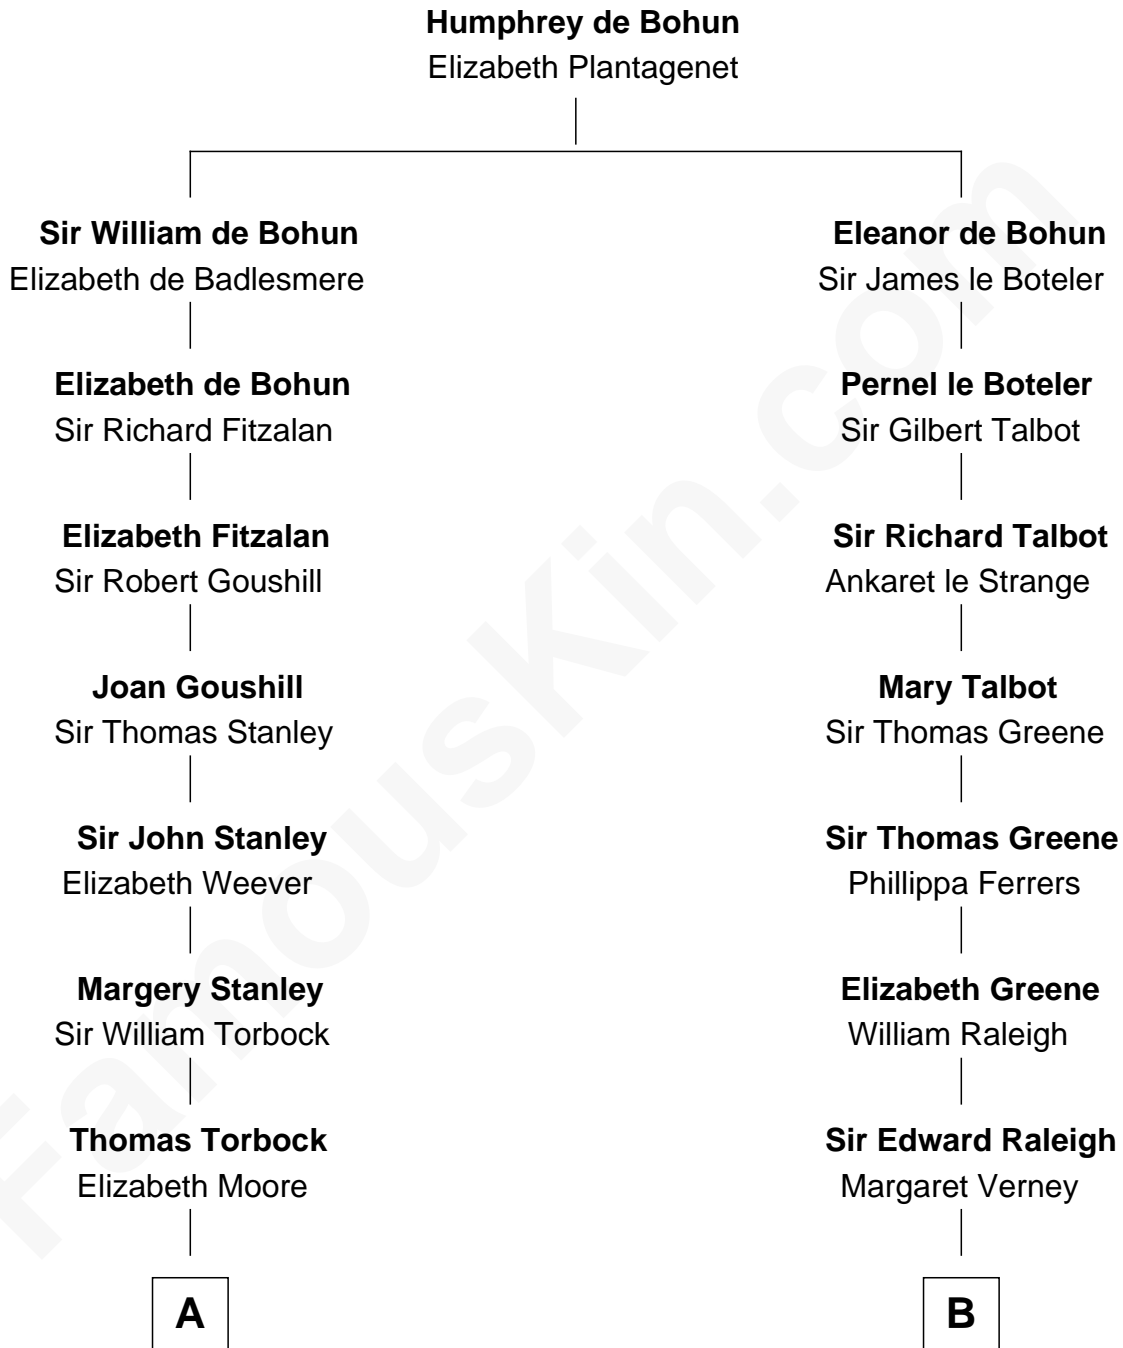 Humphrey de Bohun
Elizabeth Plantagenet
Sir William de Bohun
Elizabeth de Badlesmere
Elizabeth de Bohun
Sir Richard Fitzalan
Elizabeth Fitzalan
Sir Robert Goushill
Joan Goushill
Sir Thomas Stanley
Sir John Stanley
Elizabeth Weever
Margery Stanley
Sir William Torbock
Thomas Torbock
Elizabeth Moore
A
Eleanor de Bohun
Sir James le Boteler
Pernel le Boteler
Sir Gilbert Talbot
Sir Richard Talbot
Ankaret le Strange
Mary Talbot
Sir Thomas Greene
Sir Thomas Greene
Phillippa Ferrers
Elizabeth Greene
William Raleigh
Sir Edward Raleigh
Margaret Verney
B
FamousKin.com